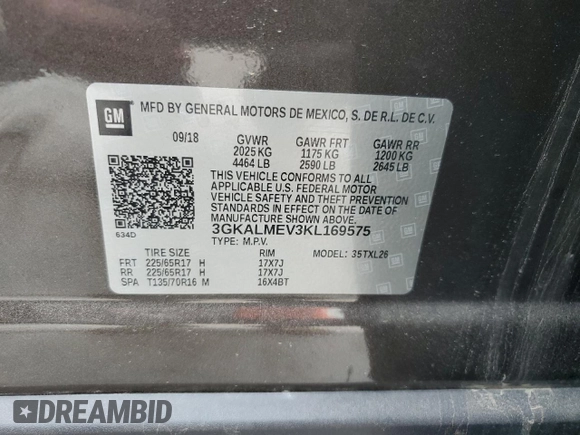 GM
MFD BY GENERAL MOTORS DE MEXICO, S. DE R.L. DE C.V.
09/18 GVWR GAWR FRT GAWR RR
2025 KG 1175 KG 1200 KG
4464 LB 2590 LB 2645 LB
THIS VEHICLE CONFORMS TO ALL
APPLICABLE U.S. FEDERAL MOTOR
VEHICLE SAFETY AND THEFT PREVENTION
STANDARDS IN EFFECT ON THE DATE OF
MANUFACTURE SHOWN ABOVE.
634D 3GKALMEV3KL169575
TYPE: M.P.V. MODEL: 35TXL26
TIRE SIZE RIM
FRT 225/65R17 H 17X7J
RR 225/65R17 H 17X7J
SPA T135/70R16 M 16X4BT
DREAMBID